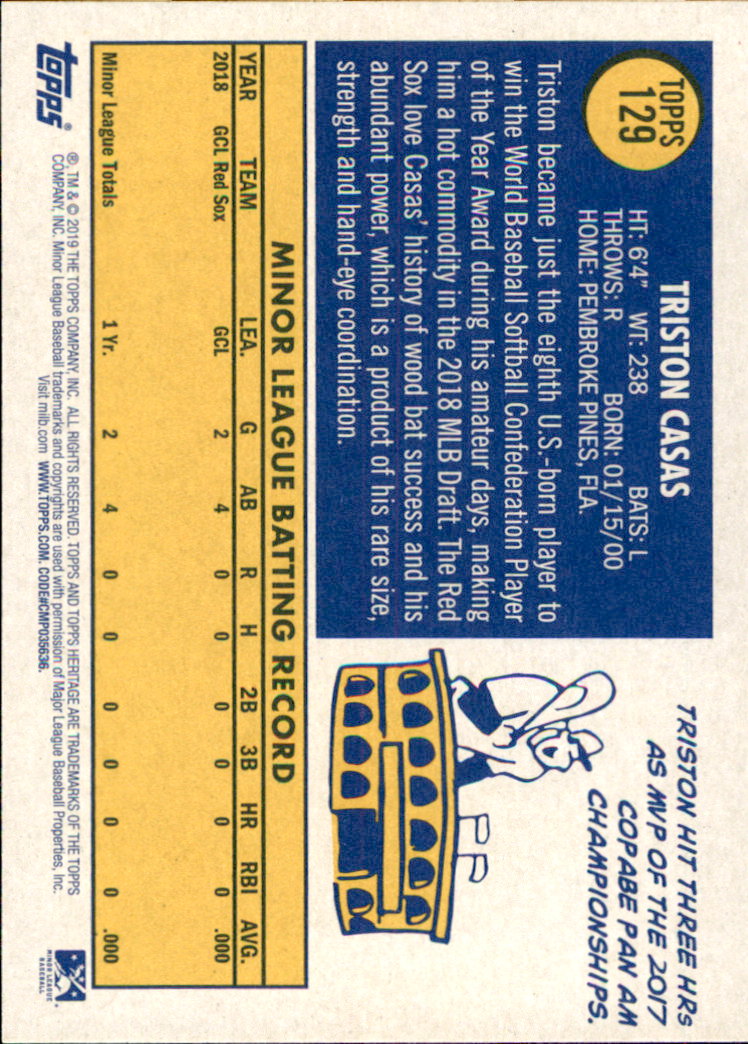 TOPPS
129
TRISTON CASAS
HT: 6'4" WT: 238 BATS: L
THROWS: R BORN: 01/15/00
HOME: PEMBROKE PINES, FLA.
Triston became just the eighth U.S.-born player to
win the World Baseball Softball Confederation Player
of the Year Award during his amateur days, making
him a hot commodity in the 2018 MLB Draft. The Red
Sox love Casas' history of wood bat success and his
abundant power, which is a product of his rare size,
strength and hand-eye coordination.
TRISTON HIT THREE HRs
AS MVP OF THE 2017
COPABE PAN AM
CHAMPIONSHIPS.
MINOR LEAGUE BATTING RECORD
YEAR TEAM LEA. G AB R H 2B 3B HR RBI AVG.
2018 GCL Red Sox GCL 2 4 0 0 0 0 0 0 .000
Minor League Totals 1 Yr. 2 4 0 0 0 0 0 0 .000
topps®
®, TM & © 2019 THE TOPPS COMPANY, INC. ALL RIGHTS RESERVED. TOPPS AND TOPPS HERITAGE ARE TRADEMARKS OF THE TOPPS
COMPANY, INC. Minor League Baseball trademarks and copyrights are used with permission of Major League Baseball Properties, Inc.
Visit milb.com WWW.TOPPS.COM. CODE#CMP035636.
MINOR LEAGUE
BASEBALL